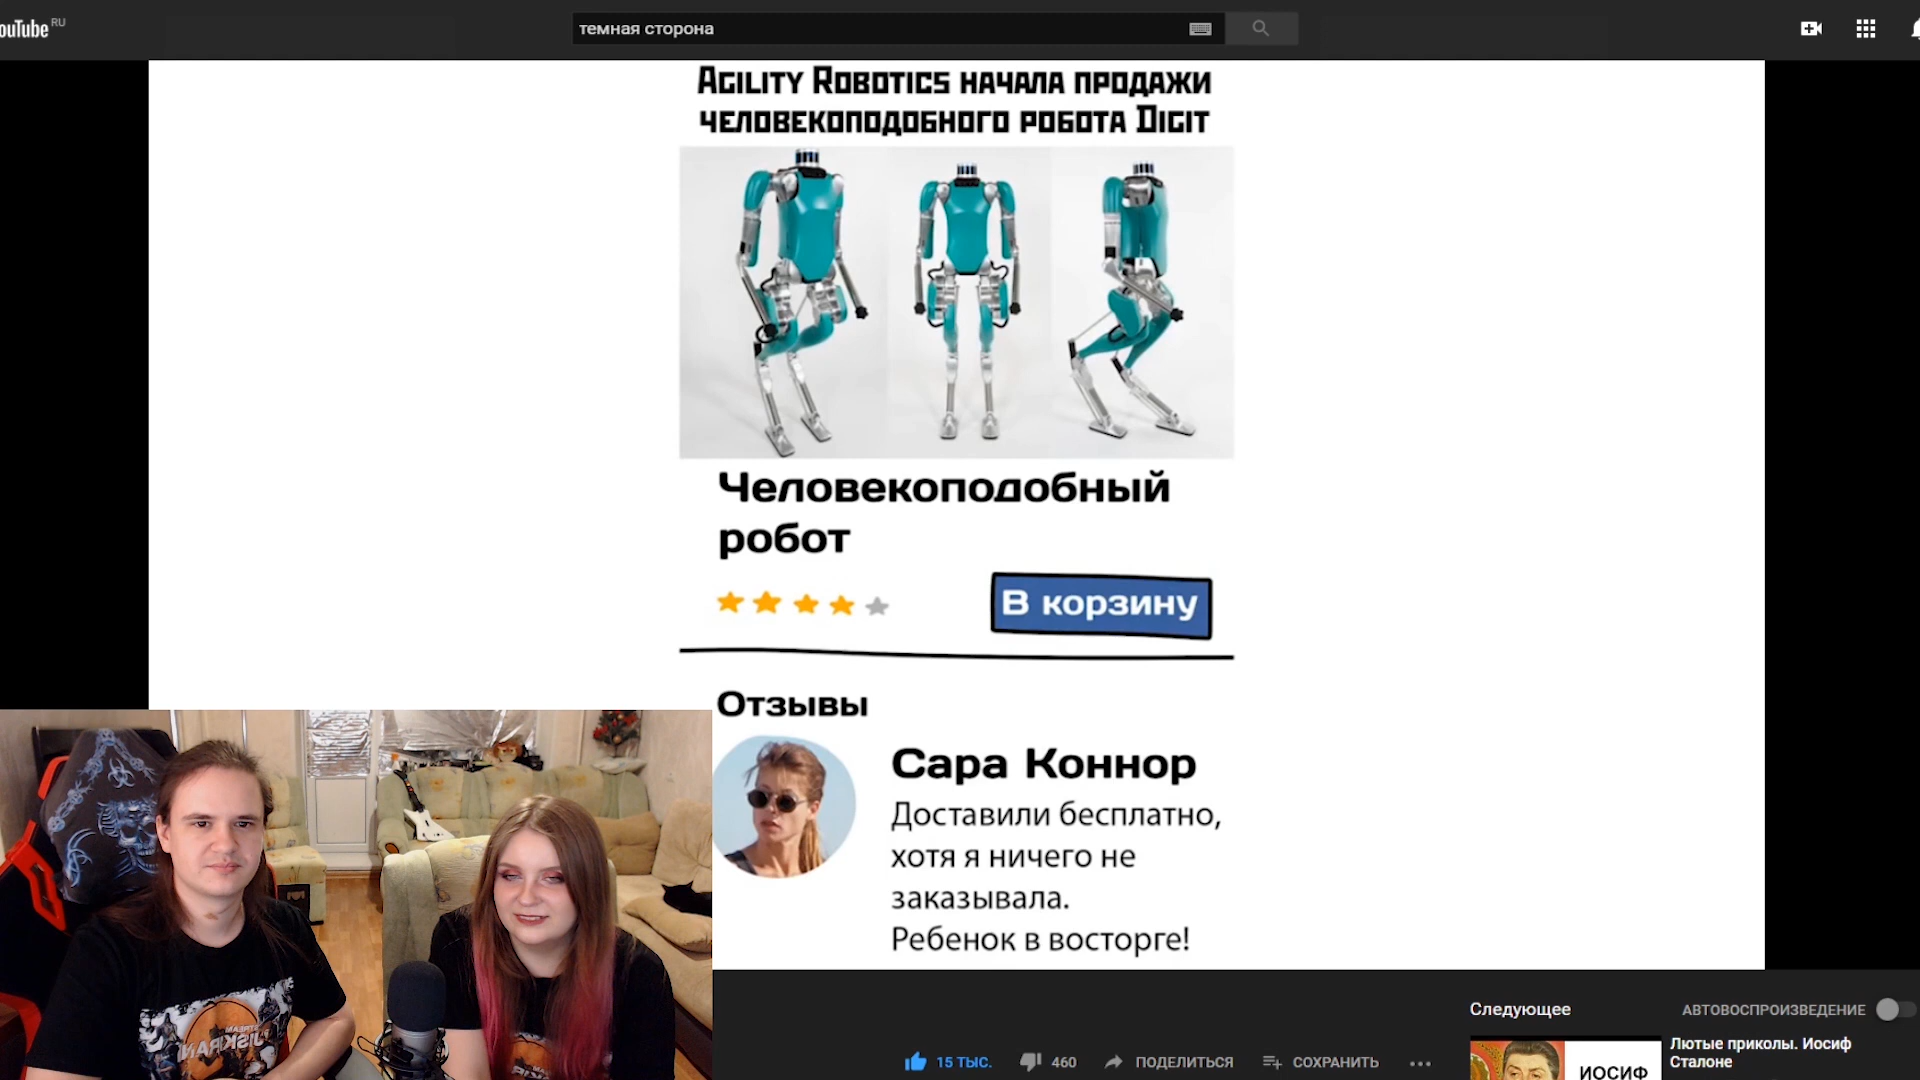 ouTube RU
темная сторона
Agility Robotics начала продажи
человекоподобного робота Digit
Человекоподобный
робот
В корзину
Отзывы
Сара Коннор
Доставили бесплатно,
хотя я ничего не
заказывала.
Ребенок в восторге!
15 ТЫС.
460
ПОДЕЛИТЬСЯ
СОХРАНИТЬ
Следующее
АВТОВОСПРОИЗВЕДЕНИЕ
Лютые приколы. Иосиф
Сталоне
ИОСИФ
STREAM